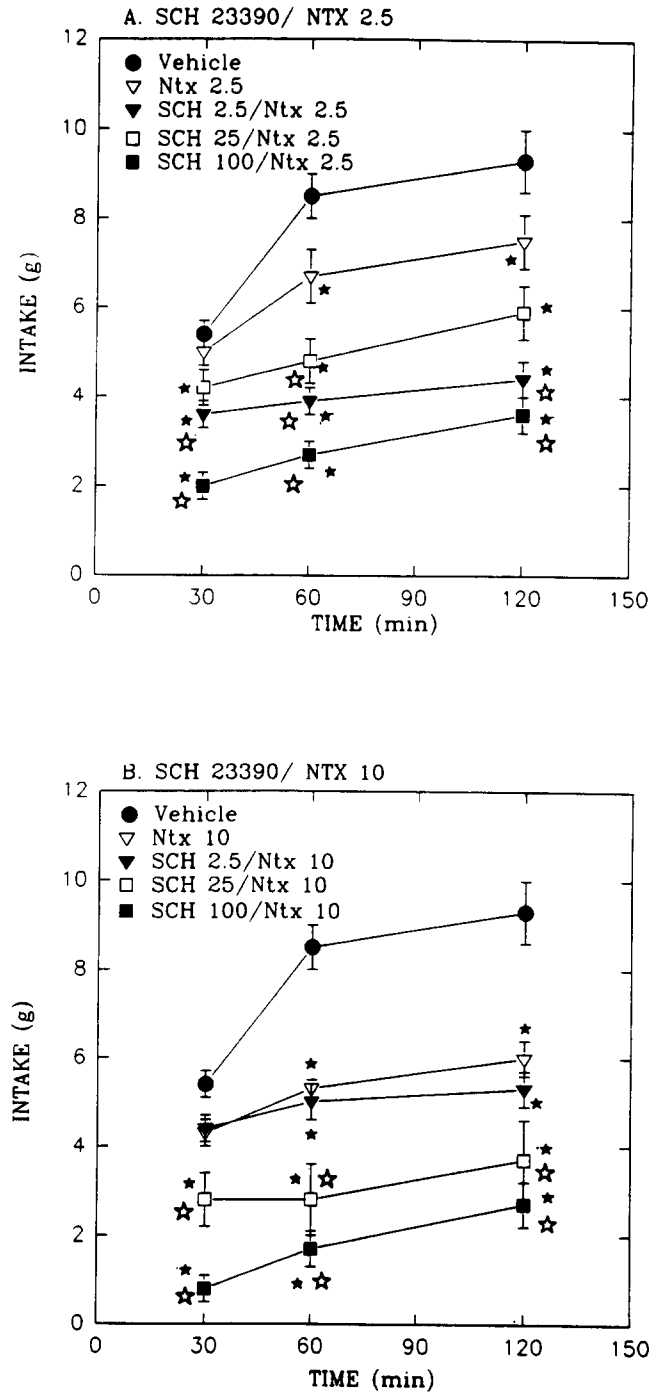 A. SCH 23390/ NTX 2.5
12
10
8
6
4
2
0
INTAKE (g)
Vehicle
Ntx 2.5
SCH 2.5/Ntx 2.5
SCH 25/Ntx 2.5
SCH 100/Ntx 2.5
0 30 60 90 120 150
TIME (min)
B. SCH 23390/ NTX 10
12
10
8
6
4
2
0
INTAKE (g)
Vehicle
Ntx 10
SCH 2.5/Ntx 10
SCH 25/Ntx 10
SCH 100/Ntx 10
0 30 60 90 120 150
TIME (min)